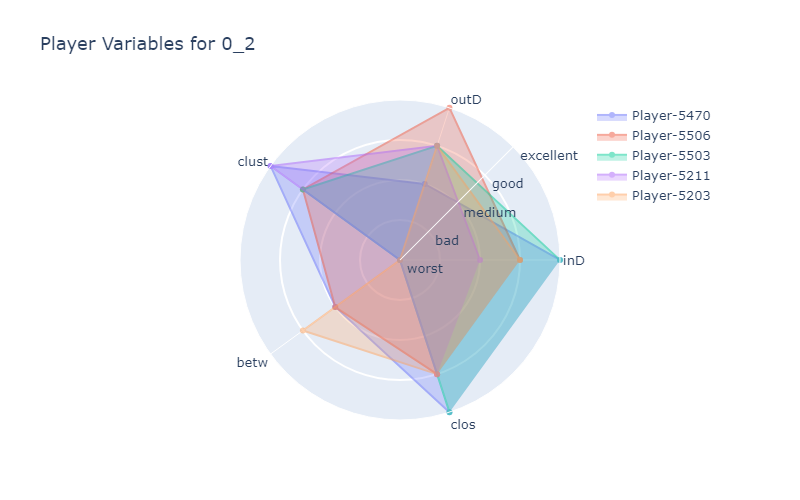 Player Variables for 0_2
outD
Player-5470
Player-5506
Player-5503
Player-5211
Player-5203
clust
excellent
good
medium
bad
worst
inD
betw
clos